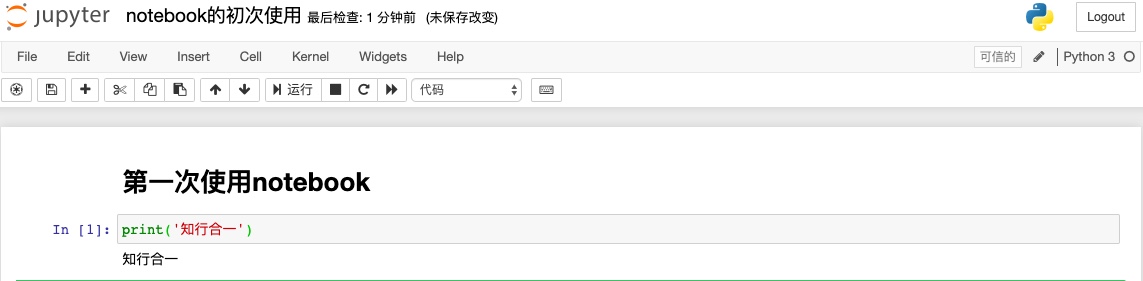 jupyter notebook的初次使用 最后检查: 1 分钟前 (未保存改变) Logout
File Edit View Insert Cell Kernel Widgets Help 可信的 Python 3
运行 代码
第一次使用notebook
In [1]: print('知行合一')
知行合一